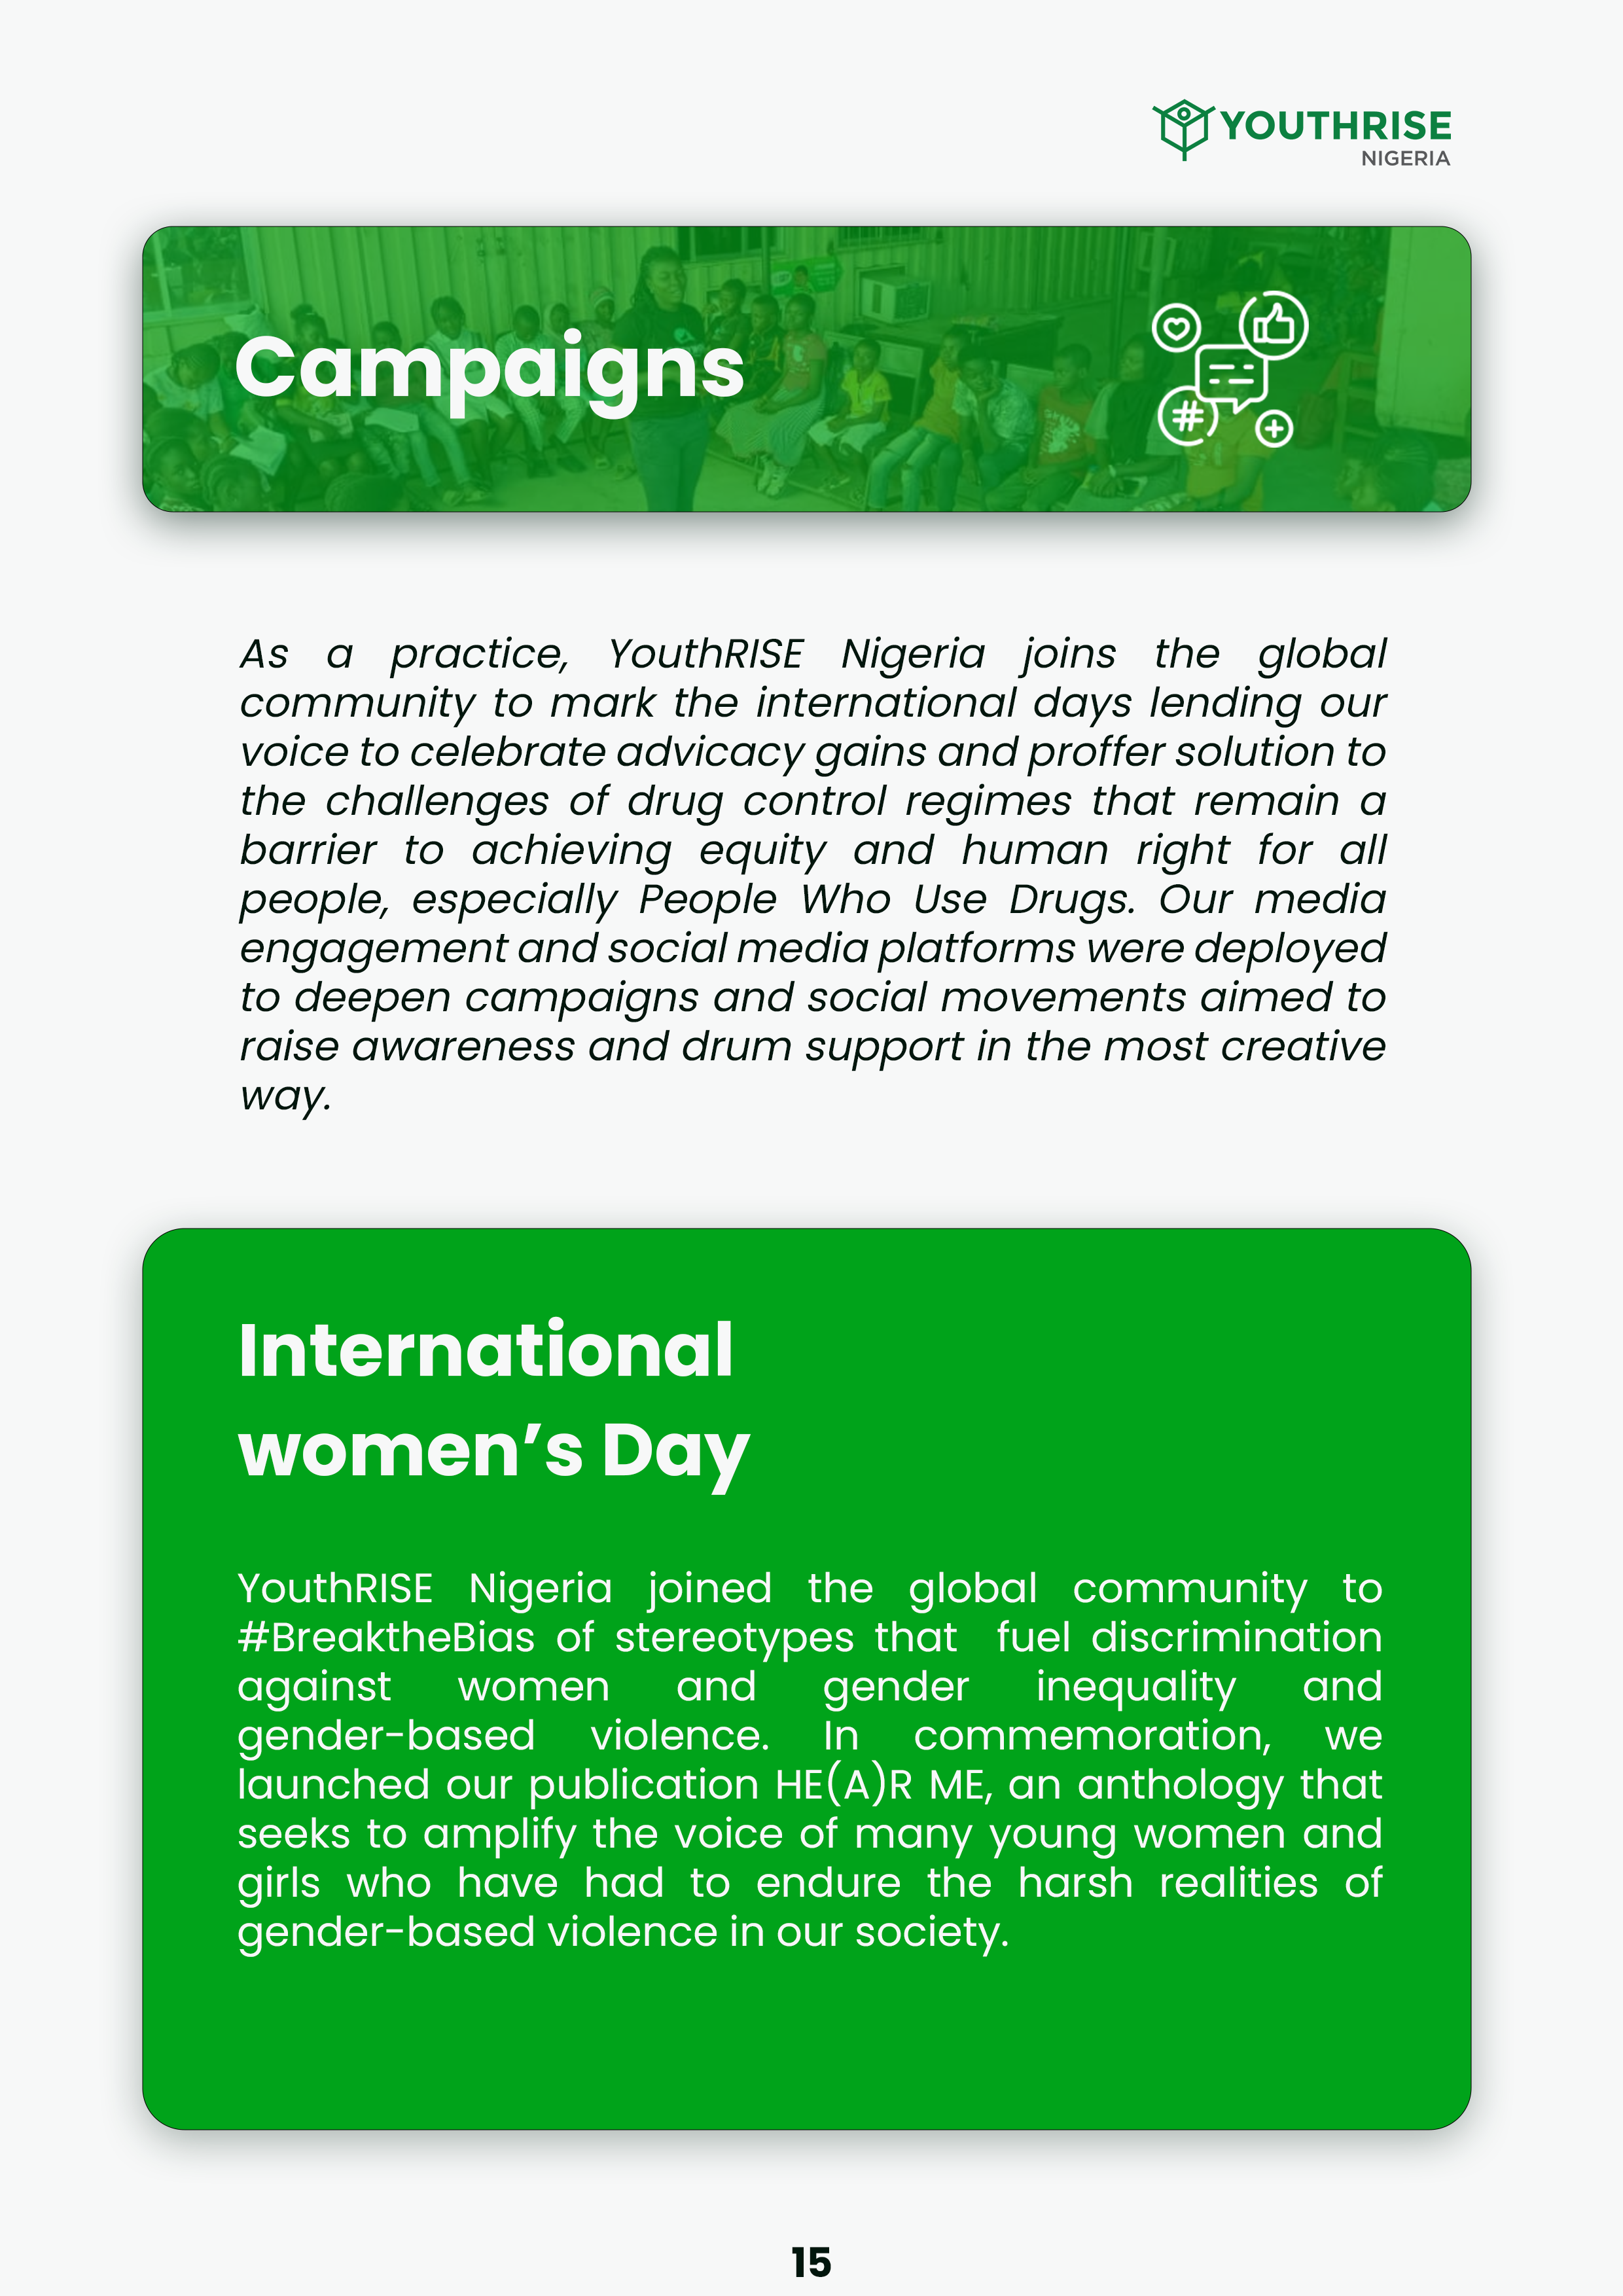 YOUTHRISE
NIGERIA
Campaigns
As a practice, YouthRISE Nigeria joins the global
community to mark the international days lending our
voice to celebrate advicacy gains and proffer solution to
the challenges of drug control regimes that remain a
barrier to achieving equity and human right for all
people, especially People Who Use Drugs. Our media
engagement and social media platforms were deployed
to deepen campaigns and social movements aimed to
raise awareness and drum support in the most creative
way.
International
women’s Day
YouthRISE Nigeria joined the global community to
#BreaktheBias of stereotypes that fuel discrimination
against women and gender inequality and
gender-based violence. In commemoration, we
launched our publication HE(A)R ME, an anthology that
seeks to amplify the voice of many young women and
girls who have had to endure the harsh realities of
gender-based violence in our society.
15